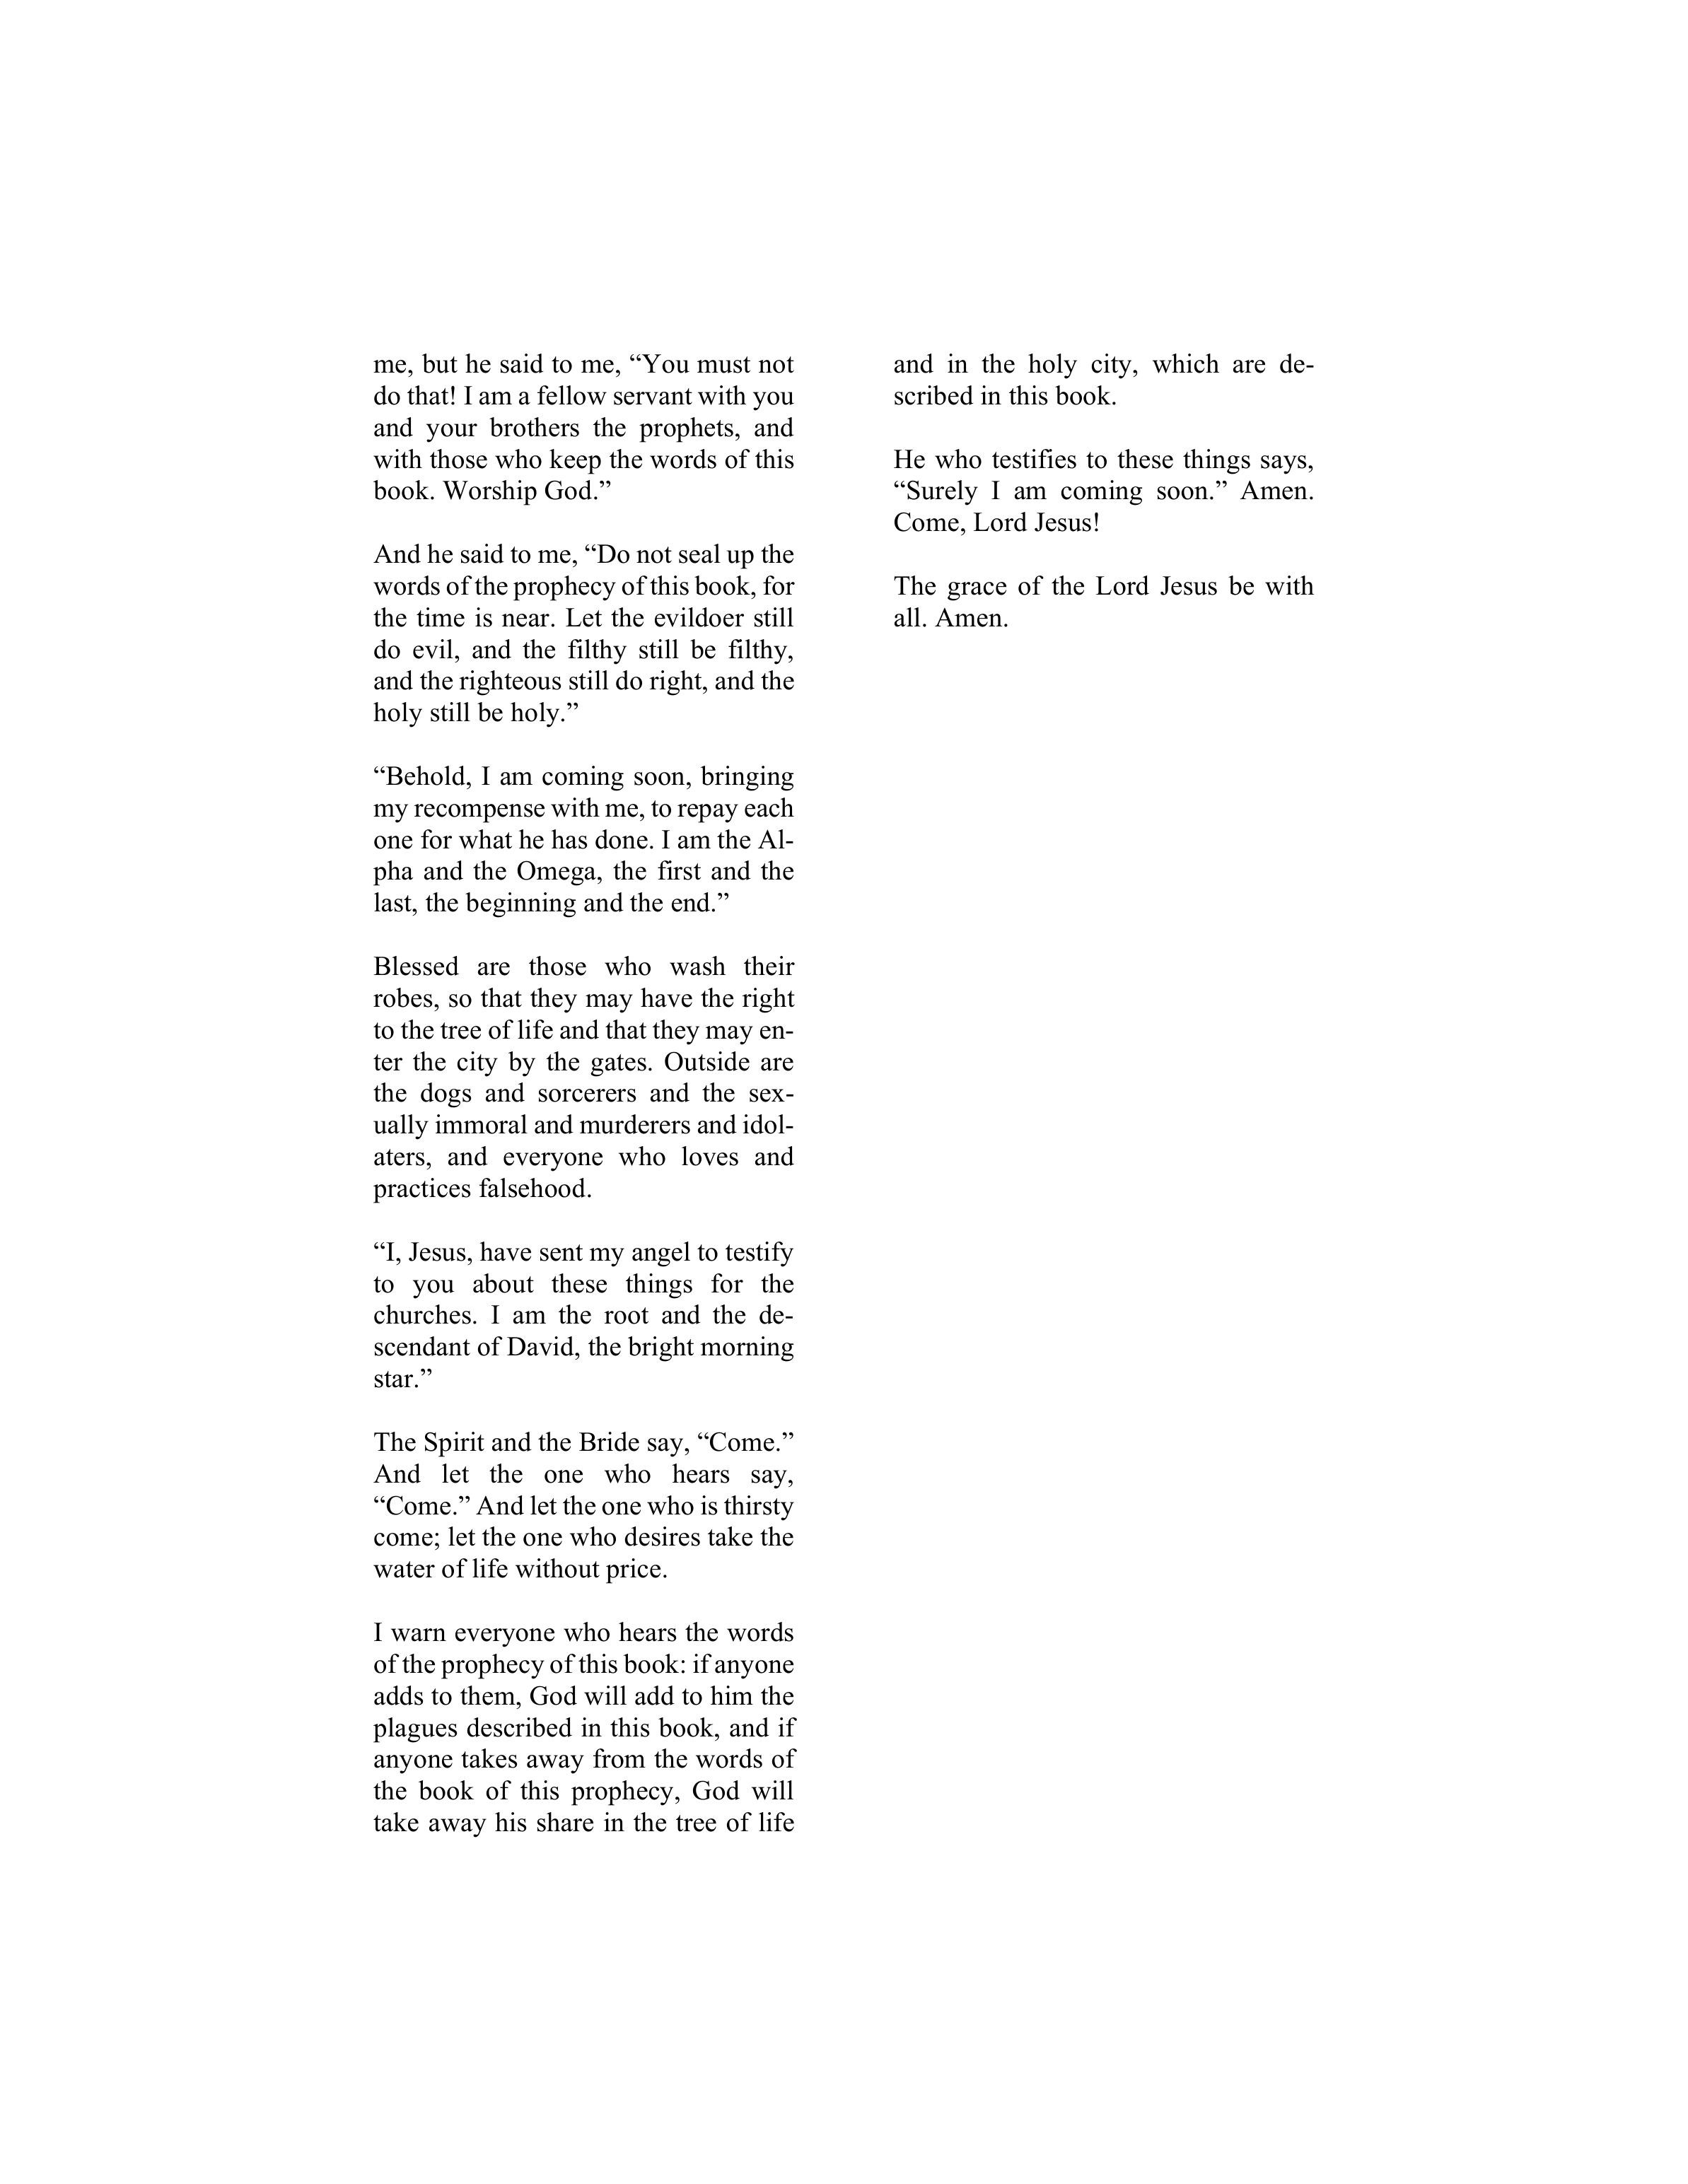 me, but he said to me, “You must not
do that! I am a fellow servant with you
and your brothers the prophets, and
with those who keep the words of this
book. Worship God.”
And he said to me, “Do not seal up the
words of the prophecy of this book, for
the time is near. Let the evildoer still
do evil, and the filthy still be filthy,
and the righteous still do right, and the
holy still be holy.”
“Behold, I am coming soon, bringing
my recompense with me, to repay each
one for what he has done. I am the Al-
pha and the Omega, the first and the
last, the beginning and the end.”
Blessed are those who wash their
robes, so that they may have the right
to the tree of life and that they may en-
ter the city by the gates. Outside are
the dogs and sorcerers and the sex-
ually immoral and murderers and idol-
aters, and everyone who loves and
practices falsehood.
“I, Jesus, have sent my angel to testify
to you about these things for the
churches. I am the root and the de-
scendant of David, the bright morning
star.”
The Spirit and the Bride say, “Come.”
And let the one who hears say,
“Come.” And let the one who is thirsty
come; let the one who desires take the
water of life without price.
I warn everyone who hears the words
of the prophecy of this book: if anyone
adds to them, God will add to him the
plagues described in this book, and if
anyone takes away from the words of
the book of this prophecy, God will
take away his share in the tree of life
and in the holy city, which are de-
scribed in this book.
He who testifies to these things says,
“Surely I am coming soon.” Amen.
Come, Lord Jesus!
The grace of the Lord Jesus be with
all. Amen.